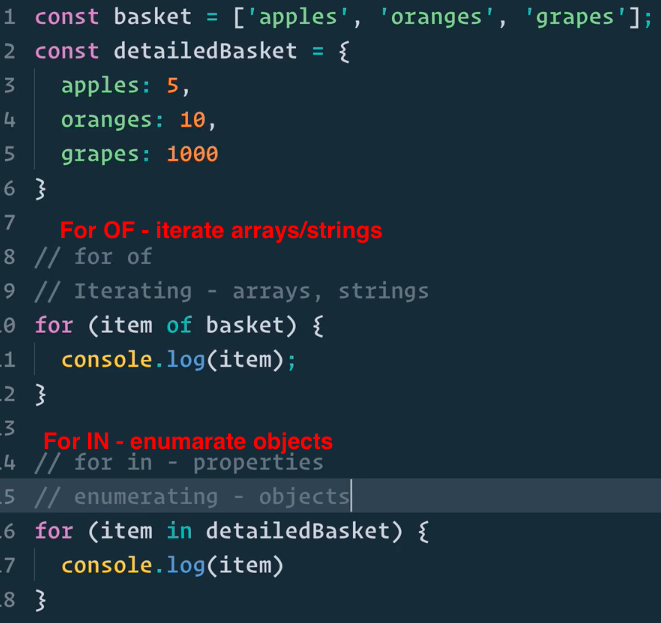 1 const basket = ['apples', 'oranges', 'grapes'];
2 const detailedBasket = {
3 apples: 5,
4 oranges: 10,
5 grapes: 1000
6 }
7
For OF - iterate arrays/strings
8 // for of
9 // Iterating - arrays, strings
10 for (item of basket) {
11 console.log(item);
12 }
13
For IN - enumarate objects
14 // for in - properties
15 // enumerating - objects
16 for (item in detailedBasket) {
17 console.log(item)
18 }